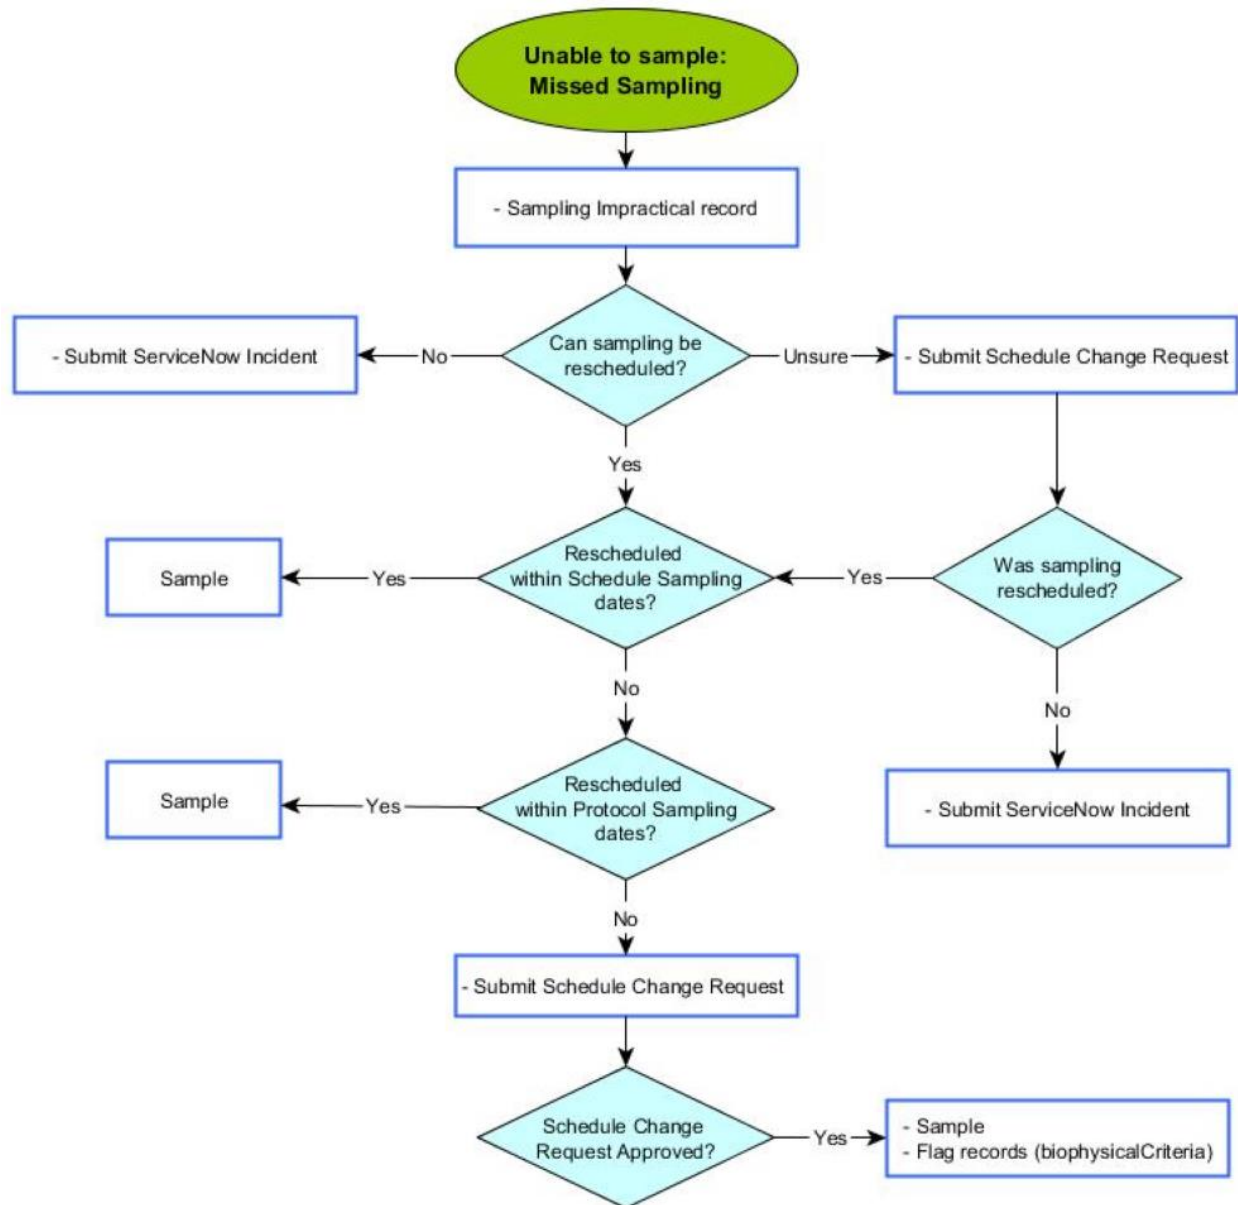 Unable to sample:
Missed Sampling
- Sampling Impractical record
Can sampling be
rescheduled?
No
- Submit ServiceNow Incident
Unsure
- Submit Schedule Change Request
Yes
Rescheduled
within Schedule Sampling
dates?
Yes
Sample
Yes
Was sampling
rescheduled?
No
No
- Submit ServiceNow Incident
Rescheduled
within Protocol Sampling
dates?
Yes
Sample
No
- Submit Schedule Change Request
Schedule Change
Request Approved?
Yes
- Sample
- Flag records (biophysicalCriteria)